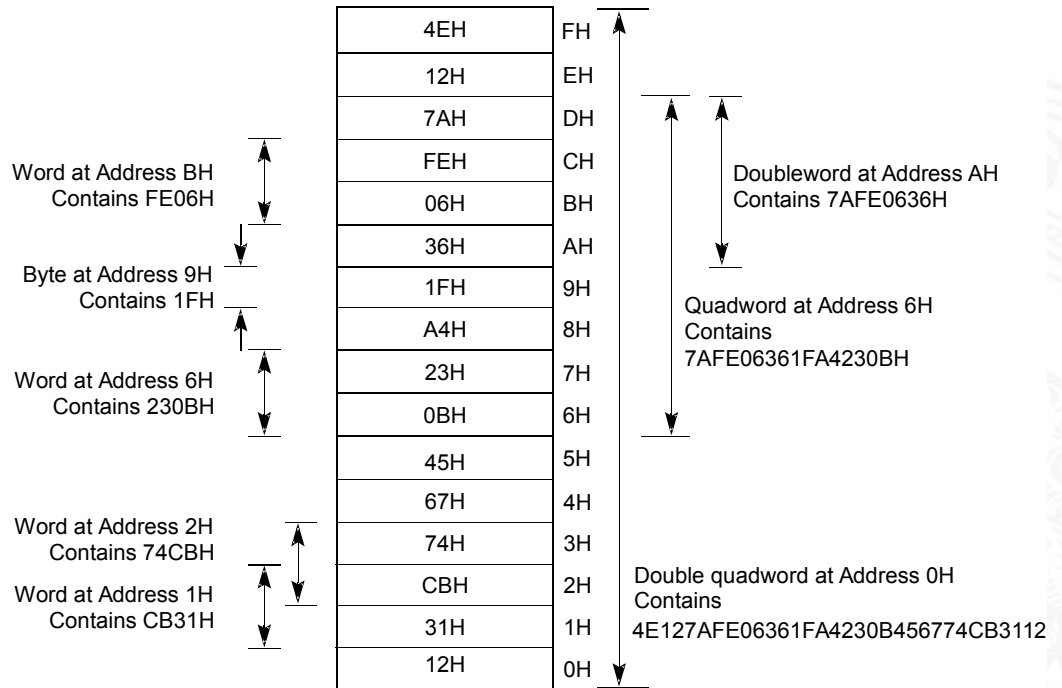 4EH FH
12H EH
7AH DH
FEH CH
06H BH
36H AH
1FH 9H
A4H 8H
23H 7H
0BH 6H
45H 5H
67H 4H
74H 3H
CBH 2H
31H 1H
12H 0H
Word at Address BH
Contains FE06H
Byte at Address 9H
Contains 1FH
Word at Address 6H
Contains 230BH
Word at Address 2H
Contains 74CBH
Word at Address 1H
Contains CB31H
Doubleword at Address AH
Contains 7AFE0636H
Quadword at Address 6H
Contains
7AFE06361FA4230BH
Double quadword at Address 0H
Contains
4E127AFE06361FA4230B456774CB3112